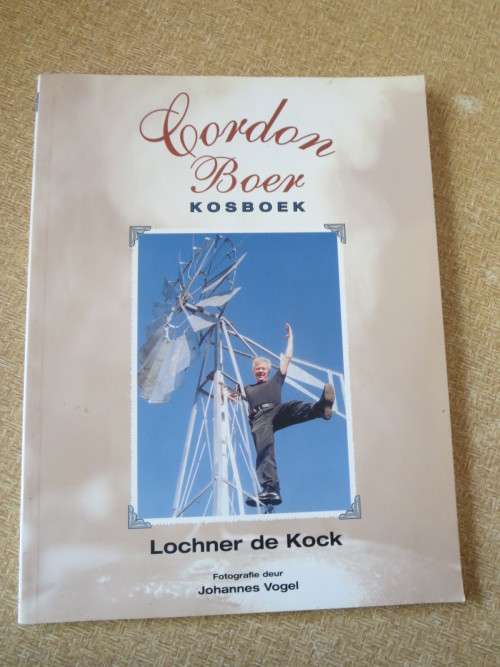 Cordon
Boer
KOSBOEK
Lochner de Kock
Fotografie deur
Johannes Vogel